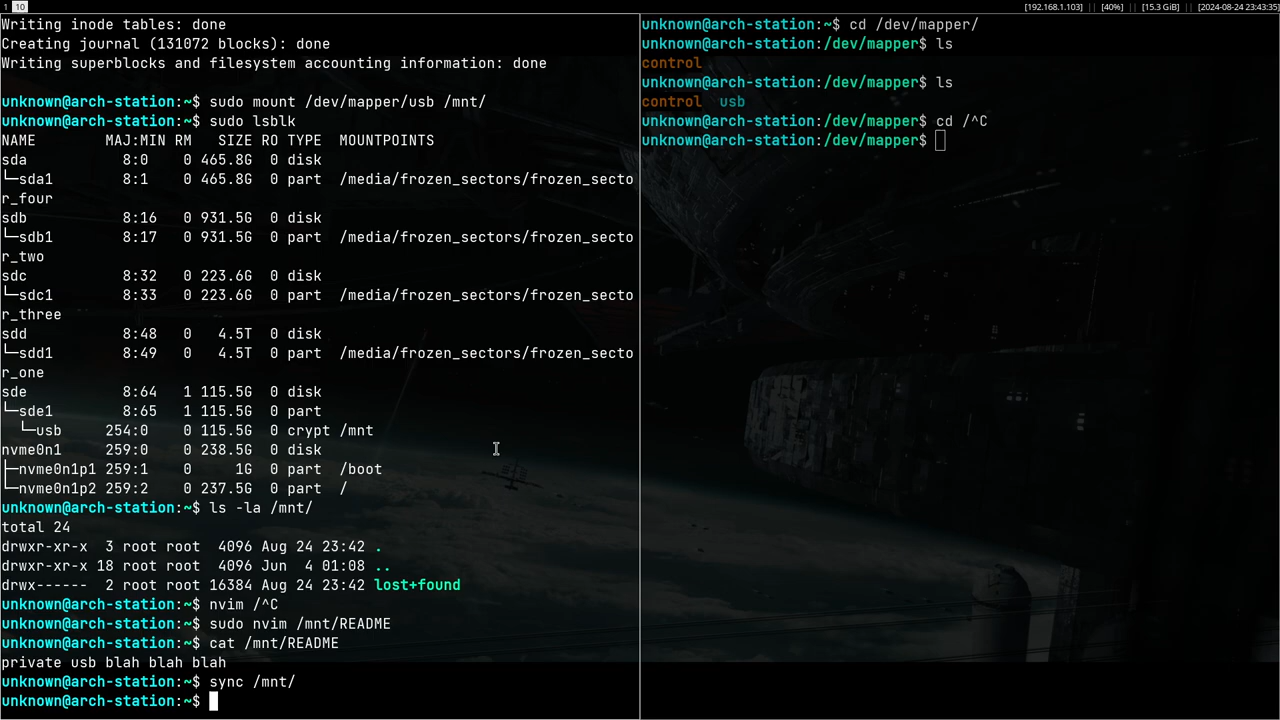 1 10 [192.168.1.103] || [40%] || [15.3 GiB] || [2024-08-24 23:43:35]
Writing inode tables: done
Creating journal (131072 blocks): done
Writing superblocks and filesystem accounting information: done
unknown@arch-station:~$ sudo mount /dev/mapper/usb /mnt/
unknown@arch-station:~$ sudo lsblk
NAME        MAJ:MIN RM   SIZE RO TYPE  MOUNTPOINTS
sda           8:0    0 465.8G  0 disk
└─sda1        8:1    0 465.8G  0 part  /media/frozen_sectors/frozen_secto
r_four
sdb           8:16   0 931.5G  0 disk
└─sdb1        8:17   0 931.5G  0 part  /media/frozen_sectors/frozen_secto
r_two
sdc           8:32   0 223.6G  0 disk
└─sdc1        8:33   0 223.6G  0 part  /media/frozen_sectors/frozen_secto
r_three
sdd           8:48   0   4.5T  0 disk
└─sdd1        8:49   0   4.5T  0 part  /media/frozen_sectors/frozen_secto
r_one
sde           8:64   1 115.5G  0 disk
└─sde1        8:65   1 115.5G  0 part
  └─usb     254:0    0 115.5G  0 crypt /mnt
nvme0n1     259:0    0 238.5G  0 disk
├─nvme0n1p1 259:1    0     1G  0 part  /boot
└─nvme0n1p2 259:2    0 237.5G  0 part  /
unknown@arch-station:~$ ls -la /mnt/
total 24
drwxr-xr-x  3 root root  4096 Aug 24 23:42 .
drwxr-xr-x 18 root root  4096 Jun  4 01:08 ..
drwx------  2 root root 16384 Aug 24 23:42 lost+found
unknown@arch-station:~$ nvim /^C
unknown@arch-station:~$ sudo nvim /mnt/README
unknown@arch-station:~$ cat /mnt/README
private usb blah blah blah
unknown@arch-station:~$ sync /mnt/
unknown@arch-station:~$
unknown@arch-station:~$ cd /dev/mapper/
unknown@arch-station:/dev/mapper$ ls
control
unknown@arch-station:/dev/mapper$ ls
control  usb
unknown@arch-station:/dev/mapper$ cd /^C
unknown@arch-station:/dev/mapper$